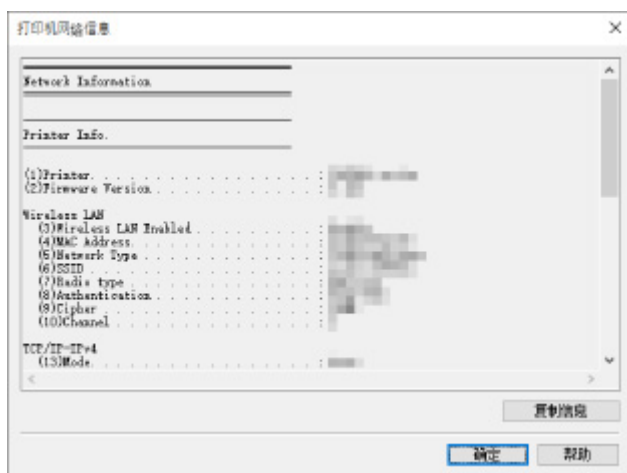 打印机网络信息
Network Information
Printer Info.
(1)Printer. . . . . . . . . . . . . . . . . . . . :
(2)Firmware Version . . . . . . . . . . . . . . . :
Wireless LAN
(3)Wireless LAN Enabled . . . . . . . . . . . :
(4)MAC Address. . . . . . . . . . . . . . . . :
(5)Network Type . . . . . . . . . . . . . . . :
(6)SSID . . . . . . . . . . . . . . . . . . . :
(7)Radio type . . . . . . . . . . . . . . . . :
(8)Authentication . . . . . . . . . . . . . . :
(9)Cipher . . . . . . . . . . . . . . . . . . :
(10)Channel . . . . . . . . . . . . . . . . . :
TCP/IP-IPv4
(13)Mode. . . . . . . . . . . . . . . . . . . :
复制信息
确定 帮助